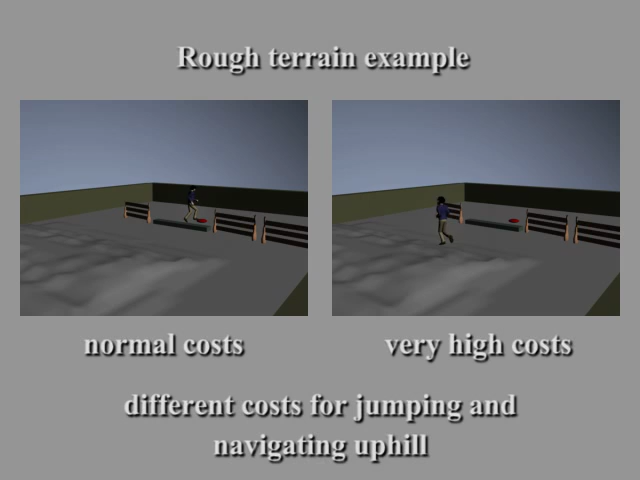 Rough terrain example
normal costs
very high costs
different costs for jumping and
navigating uphill